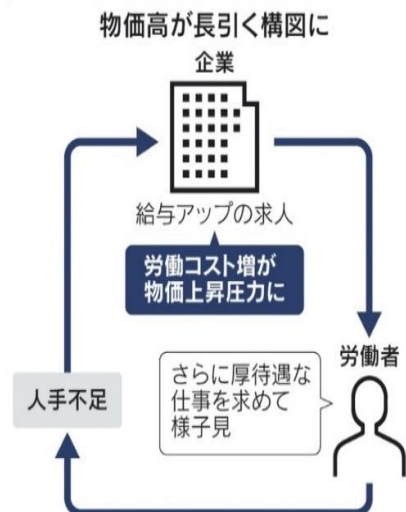 物価高が長引く構図に
企業
給与アップの求人
労働コスト増が
物価上昇圧力に
労働者
さらに厚待遇な
仕事を求めて
様子見
人手不足